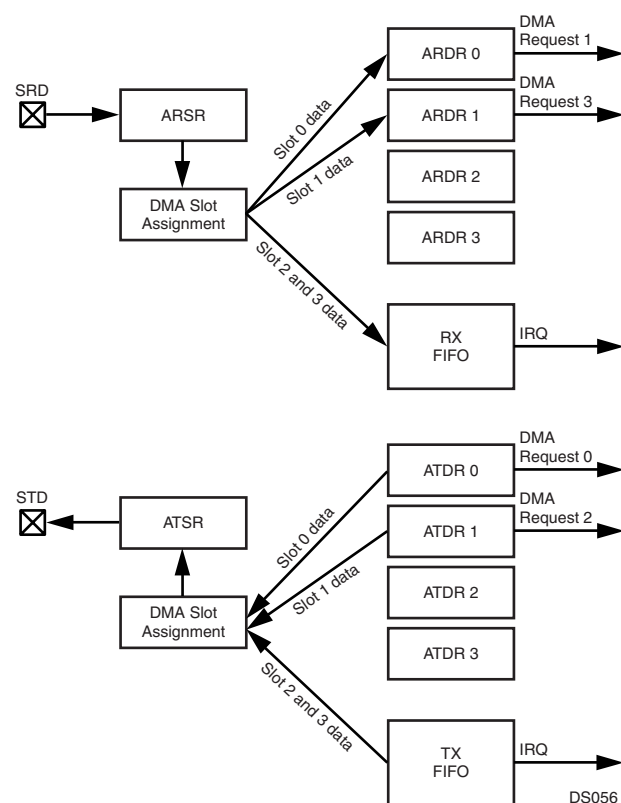 DMA
Request 1
ARDR 0
SRD
ARSR
DMA
Request 3
ARDR 1
Slot 0 data
Slot 1 data
ARDR 2
DMA Slot
Assignment
ARDR 3
Slot 2 and 3 data
RX
FIFO
IRQ
DMA
Request 0
ATDR 0
STD
ATSR
DMA
Request 2
ATDR 1
Slot 0 data
Slot 1 data
ATDR 2
DMA Slot
Assignment
ATDR 3
Slot 2 and 3 data
TX
FIFO
IRQ
DS056